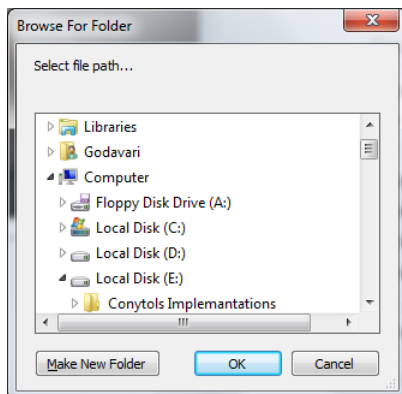 Browse For Folder
Select file path...
Libraries
Godavari
Computer
Floppy Disk Drive (A:)
Local Disk (C:)
Local Disk (D:)
Local Disk (E:)
Conytols Implemantations
Make New Folder
OK
Cancel